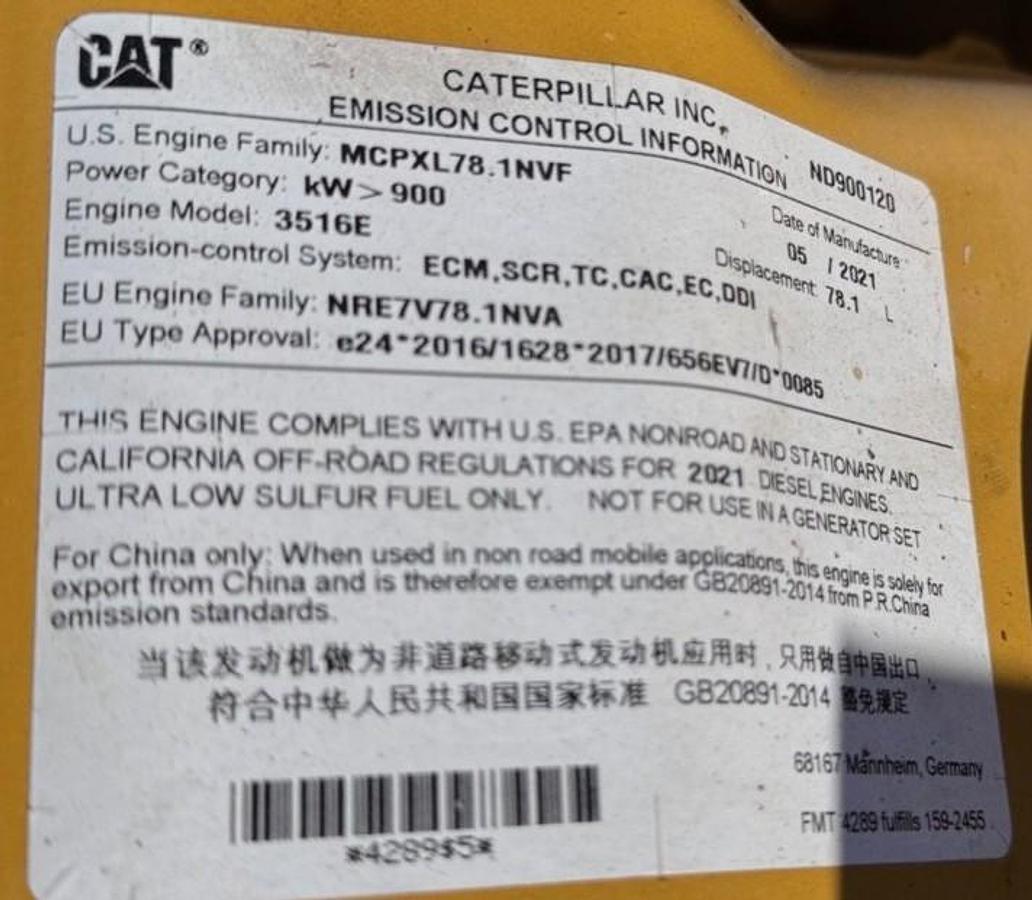 CAT®
CATERPILLAR INC.
EMISSION CONTROL INFORMATION
ND900120
U.S. Engine Family: MCPXL78.1NVF
Power Category: kW > 900
Date of Manufacture:
05 / 2021
Engine Model: 3516E
Displacement: 78.1 L
Emission-control System: ECM,SCR,TC,CAC,EC,DDI
EU Engine Family: NRE7V78.1NVA
EU Type Approval: e24*2016/1628*2017/656EV7/D*0085
THIS ENGINE COMPLIES WITH U.S. EPA NONROAD AND STATIONARY AND
CALIFORNIA OFF-ROAD REGULATIONS FOR 2021 DIESEL ENGINES.
ULTRA LOW SULFUR FUEL ONLY. NOT FOR USE IN A GENERATOR SET
For China only: When used in non road mobile applications, this engine is solely for
export from China and is therefore exempt under GB20891-2014 from P.R.China
emission standards.
当该发动机做为非道路移动式发动机应用时，只用做自中国出口，
符合中华人民共和国国家标准 GB20891-2014 豁免规定
68167 Mannheim, Germany
FMT 4289 fulfills 159-2455
*4289$5*